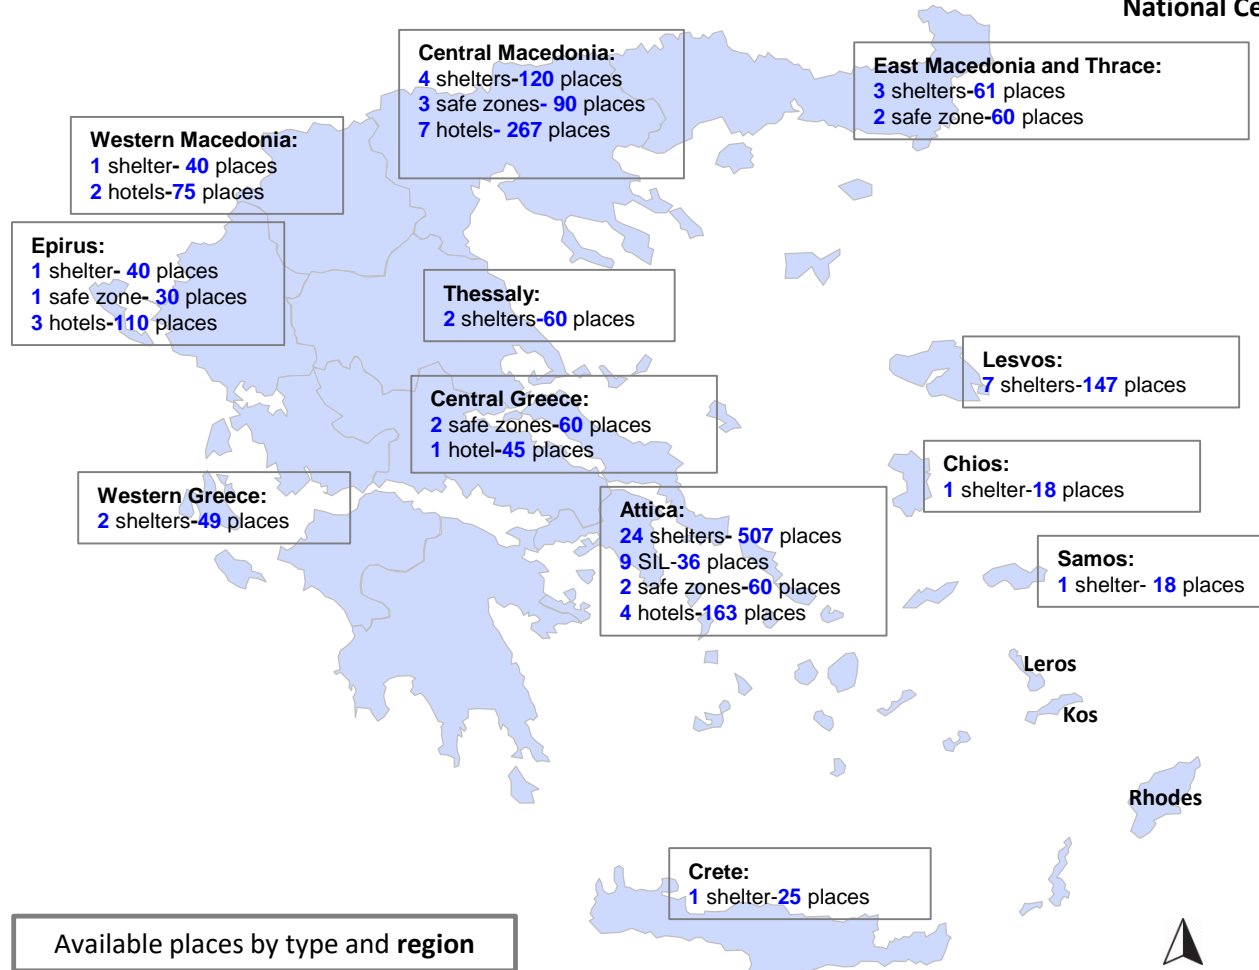 National Ce
Central Macedonia:
4 shelters-120 places
3 safe zones- 90 places
7 hotels- 267 places
East Macedonia and Thrace:
3 shelters-61 places
2 safe zone-60 places
Western Macedonia:
1 shelter- 40 places
2 hotels-75 places
Epirus:
1 shelter- 40 places
1 safe zone- 30 places
3 hotels-110 places
Thessaly:
2 shelters-60 places
Lesvos:
7 shelters-147 places
Central Greece:
2 safe zones-60 places
1 hotel-45 places
Chios:
1 shelter-18 places
Western Greece:
2 shelters-49 places
Attica:
24 shelters- 507 places
9 SIL-36 places
2 safe zones-60 places
4 hotels-163 places
Samos:
1 shelter- 18 places
Leros
Kos
Rhodes
Crete:
1 shelter-25 places
Available places by type and region